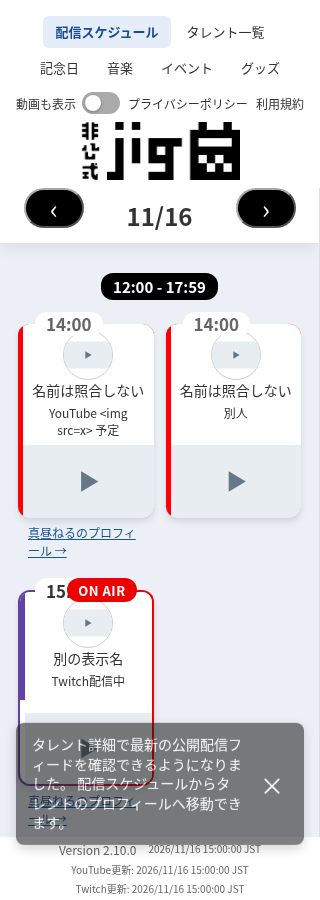 配信スケジュール タレント一覧
記念日 音楽 イベント グッズ
動画も表示 プライバシーポリシー 利用規約
非公式 jig
‹ 11/16 ›
12:00 - 17:59
14:00 14:00
名前は照合しない 名前は照合しない
YouTube <img 別人
src=x> 予定
真昼ねるのプロフィ
ール →
ON AIR
別の表示名
Twitch配信中
タレント詳細で最新の公開配信フ
ィードを確認できるようになりま
した。 配信スケジュールからタ
レントのプロフィールへ移動でき
ます。
Version 2.10.0 2026/11/16 15:00:00 JST
YouTube更新: 2026/11/16 15:00:00 JST
Twitch更新: 2026/11/16 15:00:00 JST